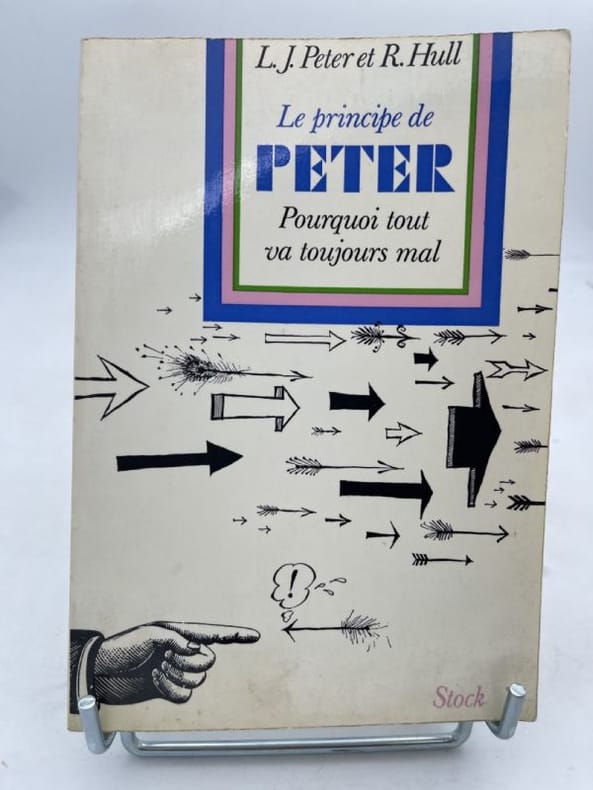 L. J. Peter et R. Hull
Le principe de
PETER
Pourquoi tout
va toujours mal
!
Stock